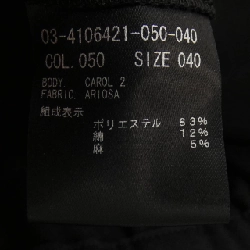 03-4106421-050-040
COL. 050 SIZE 040
BODY. CAROL 2
FABRIC. ARIOSA
組成表示
ポリエステル 83%
綿 12%
麻 5%